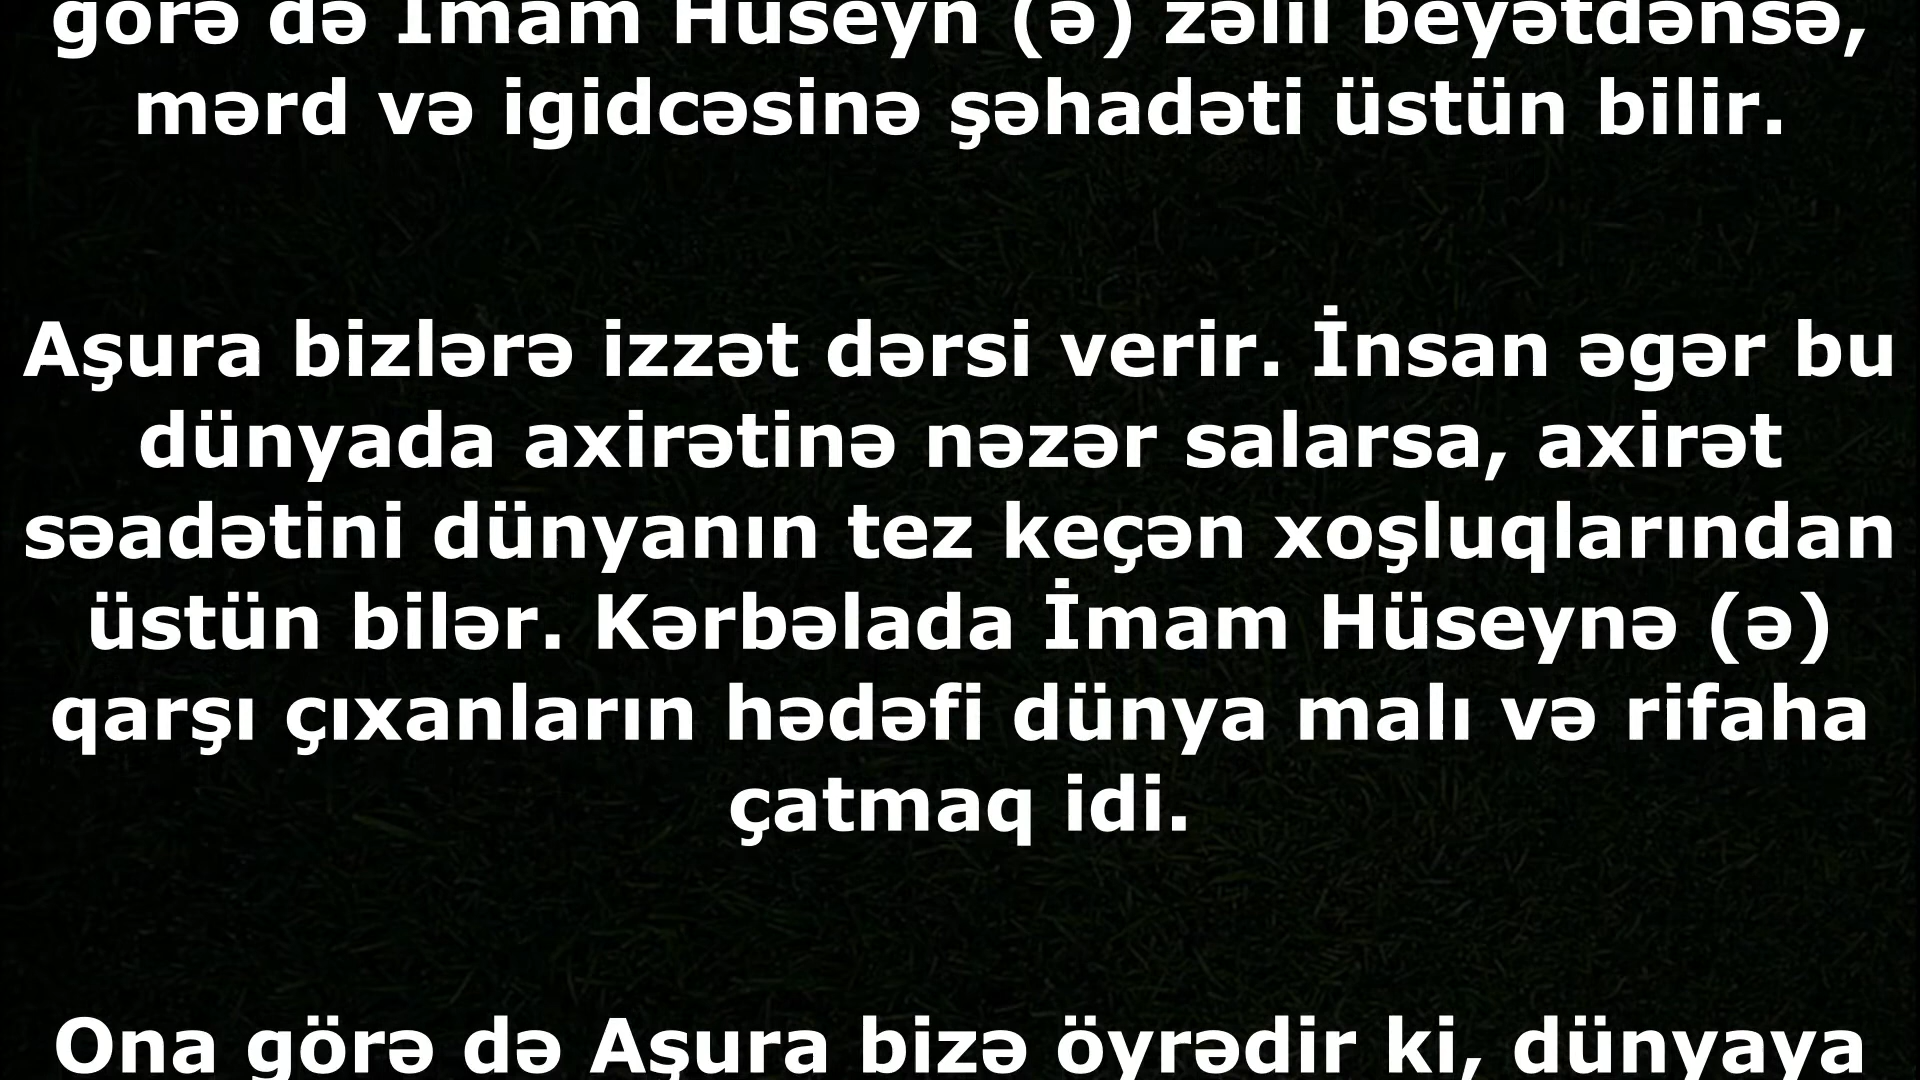 görə də İmam Hüseyn (ə) zəlil beyətdənsə,
mərd və igidcəsinə şəhadəti üstün bilir.
Aşura bizlərə izzət dərsi verir. İnsan əgər bu
dünyada axirətinə nəzər salarsa, axirət
səadətini dünyanın tez keçən xoşluqlarından
üstün bilər. Kərbəlada İmam Hüseynə (ə)
qarşı çıxanların hədəfi dünya malı və rifaha
çatmaq idi.
Ona görə də Aşura bizə öyrədir ki, dünyaya